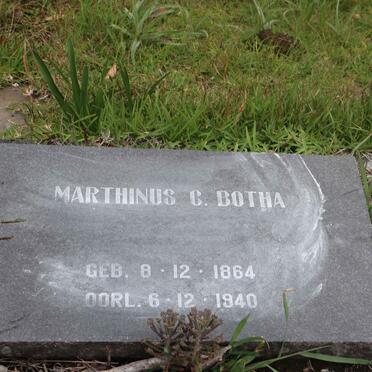 MARTHINUS C. BOTHA
GEB. 8 · 12 · 1864
OORL. 6 · 12 · 1940